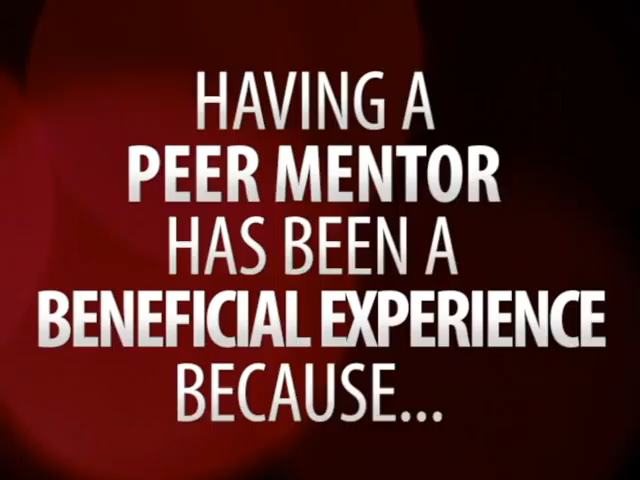 HAVING A
PEER MENTOR
HAS BEEN A
BENEFICIAL EXPERIENCE
BECAUSE...